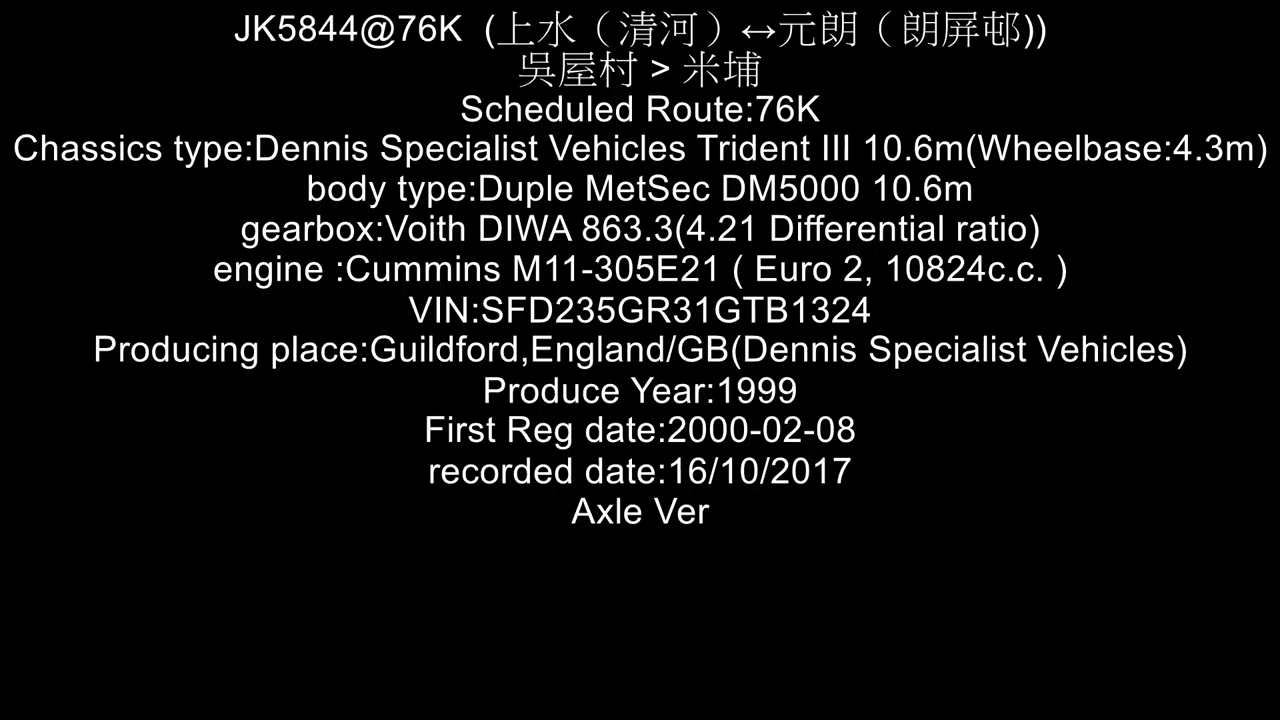 JK5844@76K  (上水（清河）↔元朗（朗屏邨))
吳屋村 > 米埔
Scheduled Route:76K
Chassics type:Dennis Specialist Vehicles Trident III 10.6m(Wheelbase:4.3m)
body type:Duple MetSec DM5000 10.6m
gearbox:Voith DIWA 863.3(4.21 Differential ratio)
engine :Cummins M11-305E21 ( Euro 2, 10824c.c. )
VIN:SFD235GR31GTB1324
Producing place:Guildford,England/GB(Dennis Specialist Vehicles)
Produce Year:1999
First Reg date:2000-02-08
recorded date:16/10/2017
Axle Ver